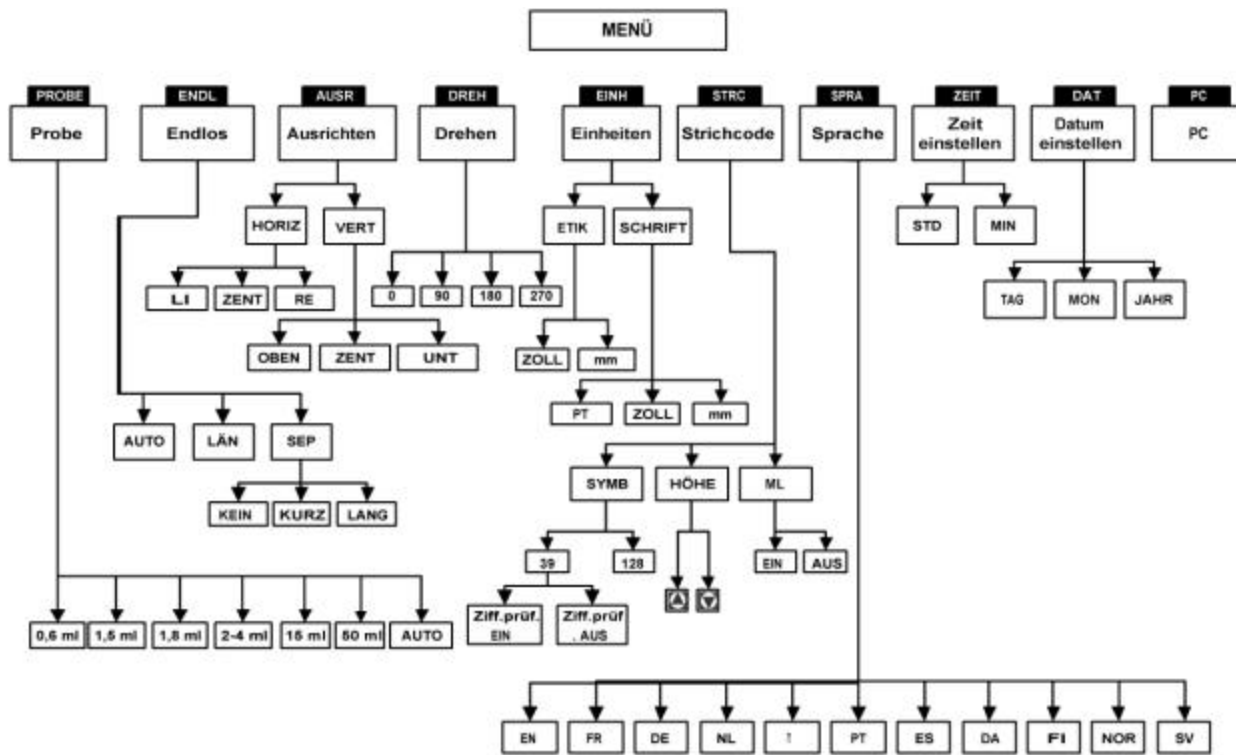 MENÜ
PROBE
ENDL
AUSR
DREH
EINH
STRC
SPRA
ZEIT
DAT
PC
Probe
Endlos
Ausrichten
Drehen
Einheiten
Strichcode
Sprache
Zeit
einstellen
Datum
einstellen
PC
HORIZ
VERT
ETIK
SCHRIFT
STD
MIN
LI
ZENT
RE
0
90
180
270
TAG
MON
JAHR
OBEN
ZENT
UNT
ZOLL
mm
PT
ZOLL
mm
AUTO
LÄN
SEP
SYMB
HÖHE
ML
KEIN
KURZ
LANG
39
128
EIN
AUS
Ziff.prüf.
EIN
Ziff.prüf
. AUS
0,6 ml
1,5 ml
1,8 ml
2-4 ml
15 ml
50 ml
AUTO
EN
FR
DE
NL
PT
ES
DA
FI
NOR
SV